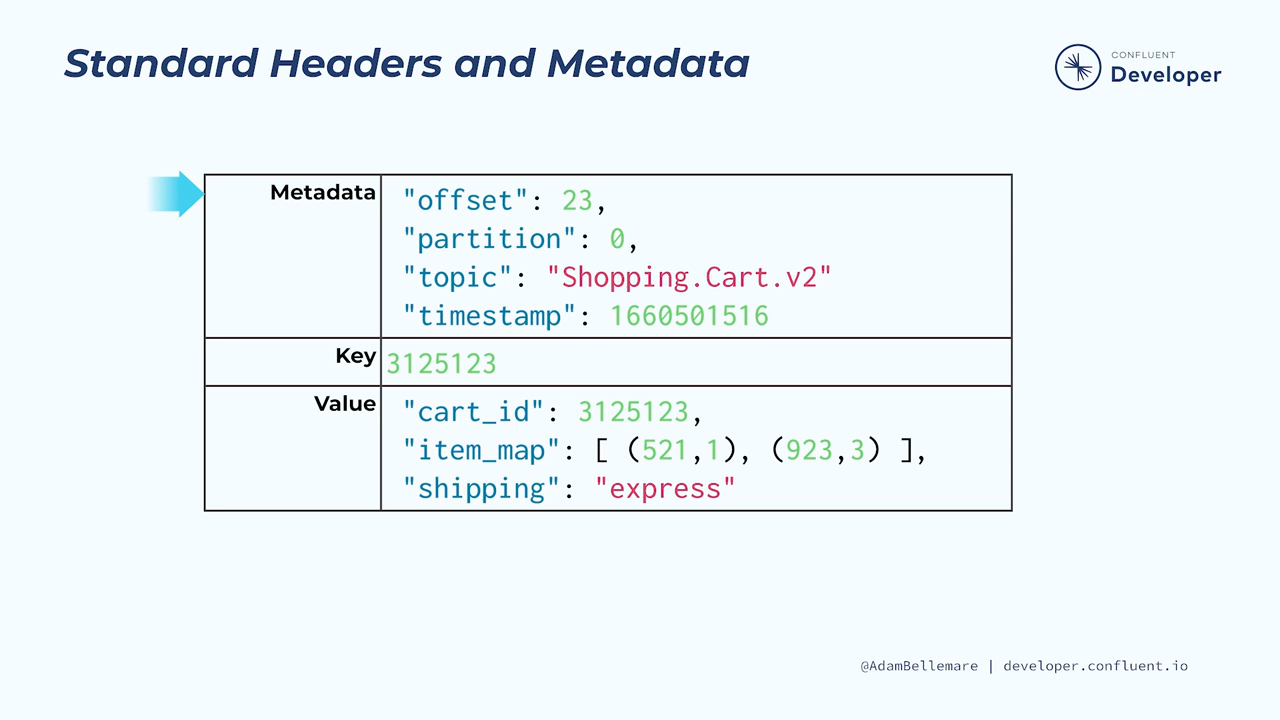 Standard Headers and Metadata
CONFLUENT
Developer
Metadata
"offset": 23,
"partition": 0,
"topic": "Shopping.Cart.v2"
"timestamp": 1660501516
Key
3125123
Value
"cart_id": 3125123,
"item_map": [ (521,1), (923,3) ],
"shipping": "express"
@AdamBellemare | developer.confluent.io